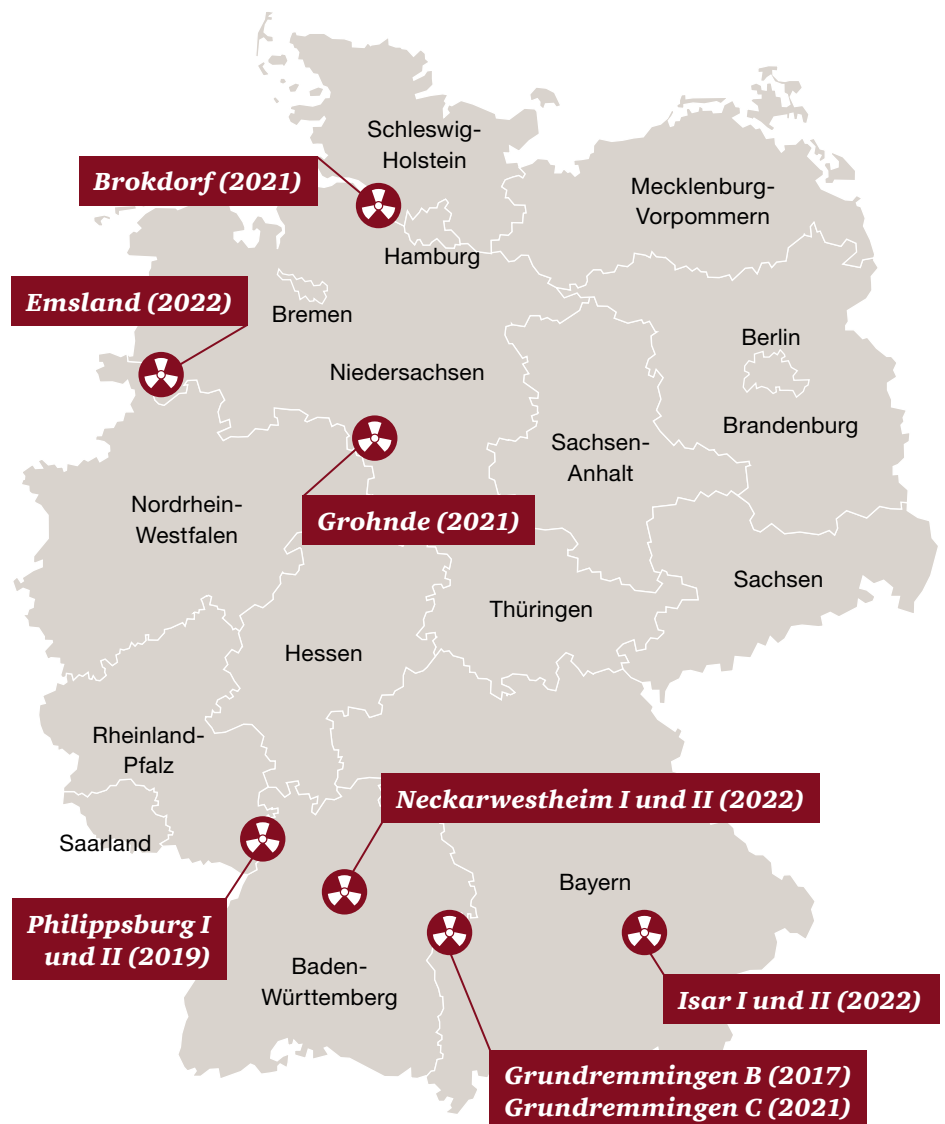 Schleswig-
Holstein
Brokdorf (2021)
Mecklenburg-
Vorpommern
Hamburg
Emsland (2022)
Bremen
Berlin
Niedersachsen
Brandenburg
Sachsen-
Anhalt
Nordrhein-
Westfalen
Grohnde (2021)
Sachsen
Thüringen
Hessen
Rheinland-
Pfalz
Neckarwestheim I und II (2022)
Saarland
Bayern
Philippsburg I
und II (2019)
Baden-
Württemberg
Isar I und II (2022)
Grundremmingen B (2017)
Grundremmingen C (2021)